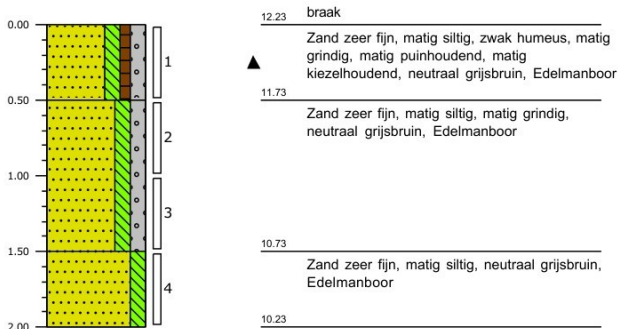 12.23 braak
0.00
Zand zeer fijn, matig siltig, zwak humeus, matig
grindig, matig puinhoudend, matig
kiezelhoudend, neutraal grijsbruin, Edelmanboor
1
11.73
0.50
Zand zeer fijn, matig siltig, matig grindig,
neutraal grijsbruin, Edelmanboor
2
1.00
3
10.73
1.50
Zand zeer fijn, matig siltig, neutraal grijsbruin,
Edelmanboor
4
10.23
2.00